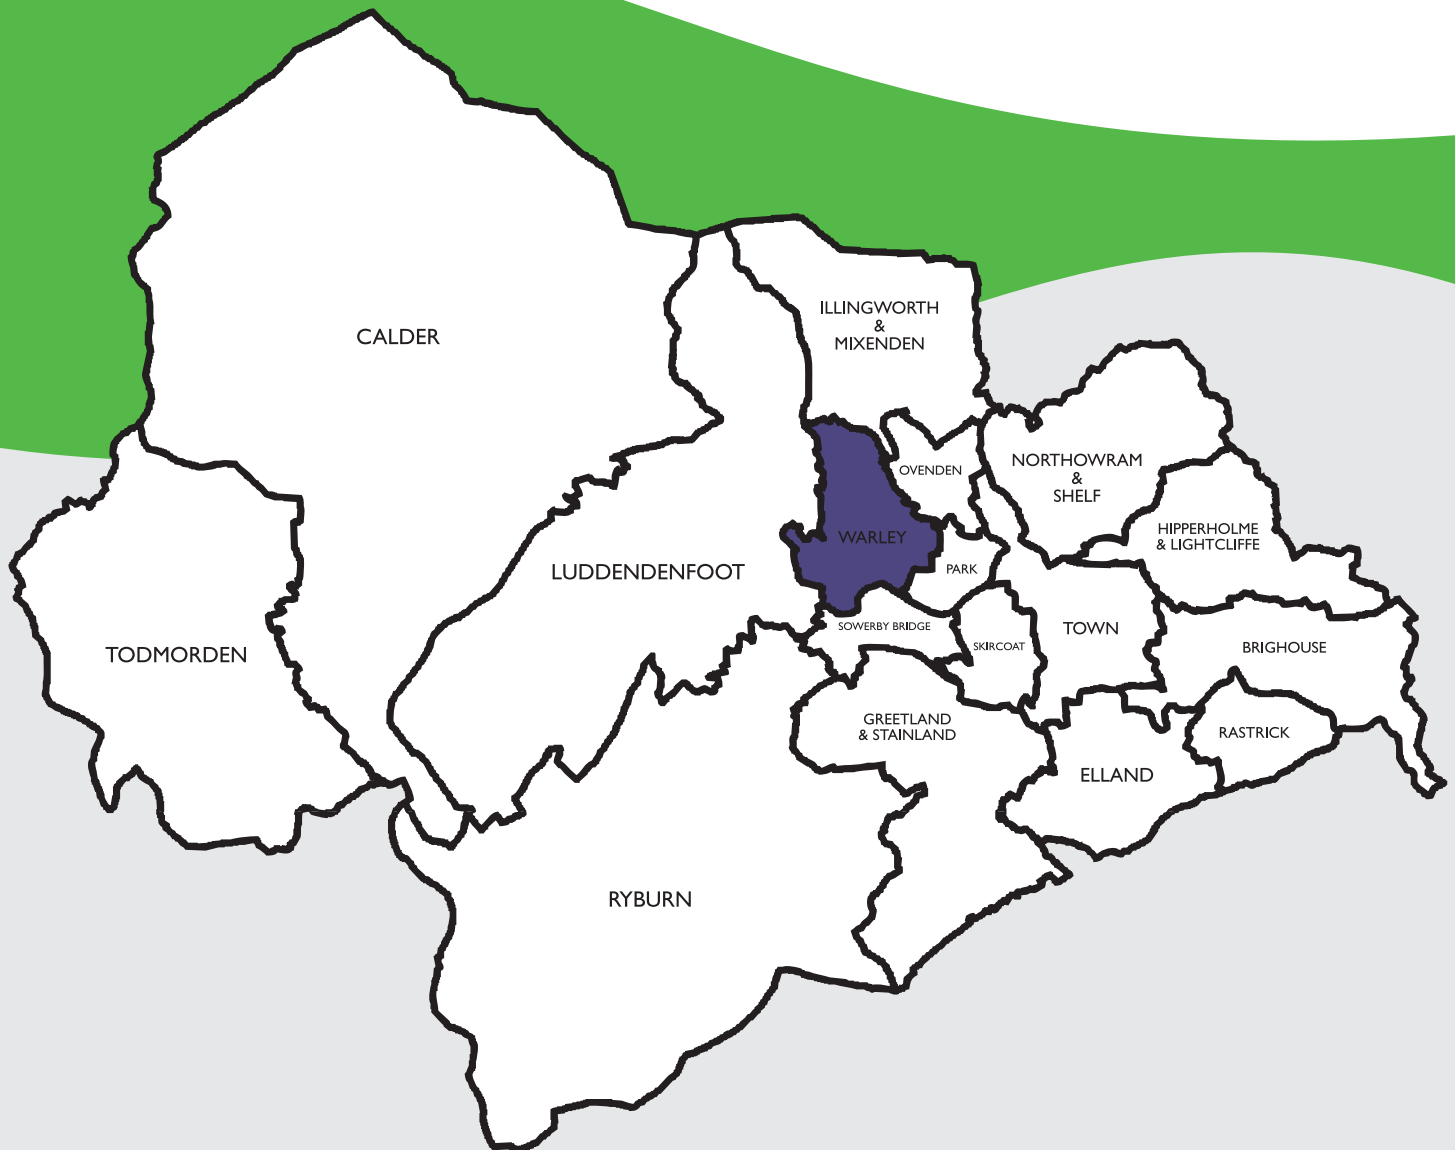 CALDER
ILLINGWORTH
&
MIXENDEN
OVENDEN
NORTHOWRAM
&
SHELF
HIPPERHOLME
& LIGHTCLIFFE
WARLEY
LUDDENDENFOOT
PARK
SOWERBY BRIDGE
SKIRCOAT
TOWN
BRIGHOUSE
TODMORDEN
GREETLAND
& STAINLAND
RASTRICK
ELLAND
RYBURN